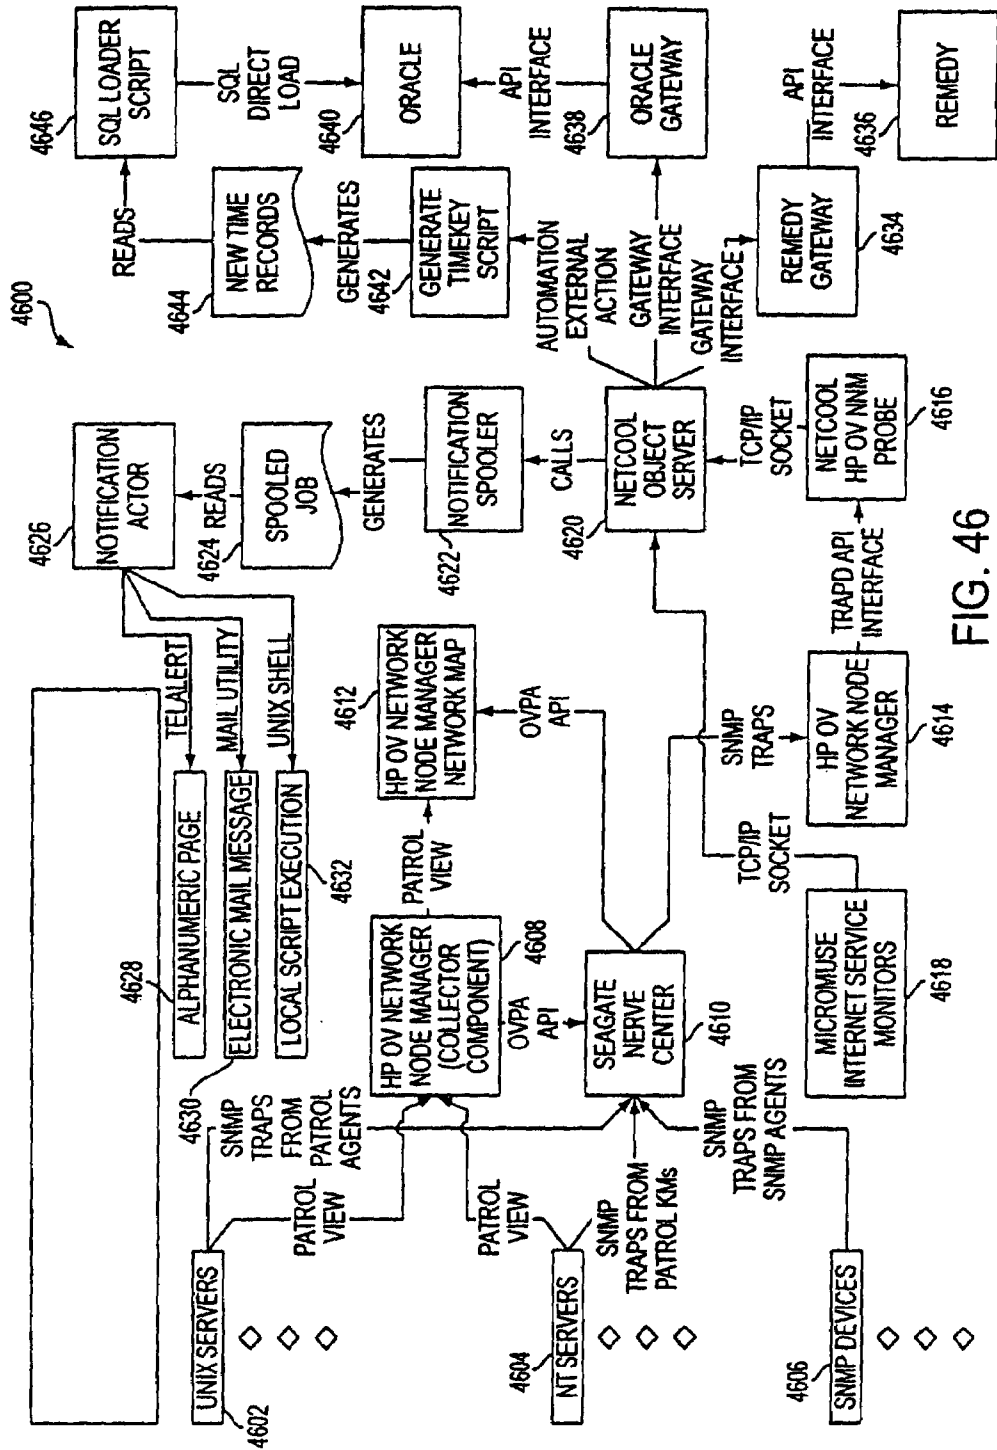 4600
UNIX SERVERS
4602
NT SERVERS
4604
SNMP DEVICES
4606
PATROL
VIEW
SNMP
TRAPS
FROM
PATROL
AGENTS
PATROL
VIEW
SNMP
TRAPS FROM
PATROL KMs
SNMP
TRAPS FROM
SNMP AGENTS
4628
ALPHANUMERIC PAGE
4630
ELECTRONIC MAIL MESSAGE
LOCAL SCRIPT EXECUTION
4632
TELALERT
MAIL UTILITY
UNIX SHELL
HP OV NETWORK
NODE MANAGER
(COLLECTOR
COMPONENT)
4608
PATROL
VIEW
OVPA
API
SEAGATE
NERVE
CENTER
4610
4612
HP OV NETWORK
NODE MANAGER
NETWORK MAP
OVPA
API
SNMP
TRAPS
MICROMUSE
INTERNET SERVICE
MONITORS
4618
TCP/IP
SOCKET
HP OV
NETWORK NODE
MANAGER
4614
TRAPD API
INTERFACE
4626
NOTIFICATION
ACTOR
READS
4624
SPOOLED
JOB
GENERATES
4622
NOTIFICATION
SPOOLER
CALLS
4620
NETCOOL
OBJECT
SERVER
TCP/IP
SOCKET
NETCOOL
HP OV NNM
PROBE
4616
AUTOMATION
EXTERNAL
ACTION
GATEWAY
INTERFACE
GATEWAY
INTERFACE
READS
4644
NEW TIME
RECORDS
GENERATES
4642
GENERATE
TIMEKEY
SCRIPT
4646
SQL LOADER
SCRIPT
SQL
DIRECT
LOAD
4640
ORACLE
API
INTERFACE
4638
ORACLE
GATEWAY
REMEDY
GATEWAY
4634
API
INTERFACE
4636
REMEDY
FIG. 46